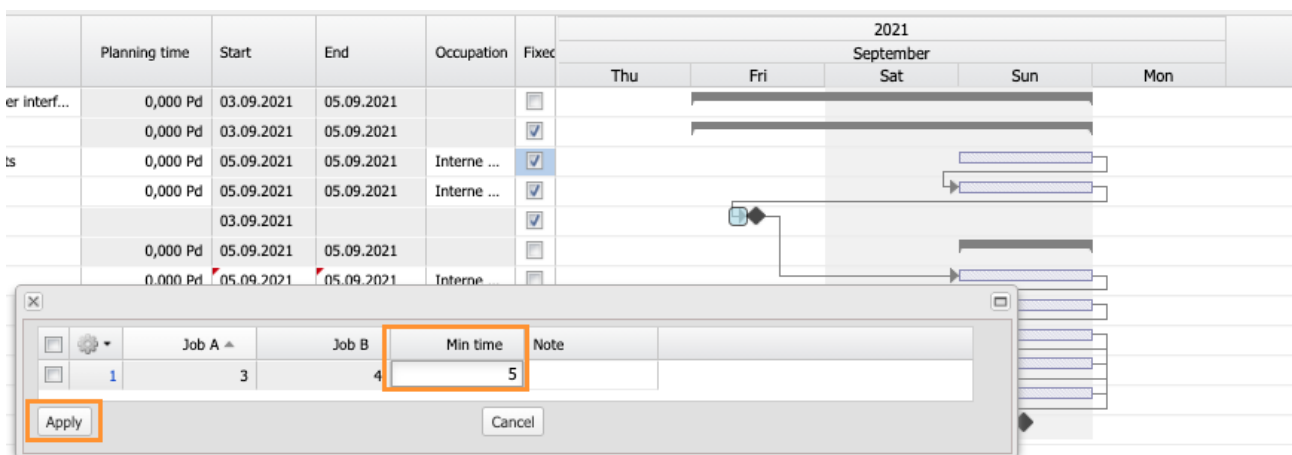 2021
Planning time Start End Occupation Fixed September
Thu Fri Sat Sun Mon
er interf... 0,000 Pd 03.09.2021 05.09.2021
0,000 Pd 03.09.2021 05.09.2021
ts 0,000 Pd 05.09.2021 05.09.2021 Interne ...
0,000 Pd 05.09.2021 05.09.2021 Interne ...
03.09.2021
0,000 Pd 05.09.2021 05.09.2021
0,000 Pd 05.09.2021 05.09.2021 Interne ...
Job A Job B Min time Note
1 3 4 5
Apply Cancel